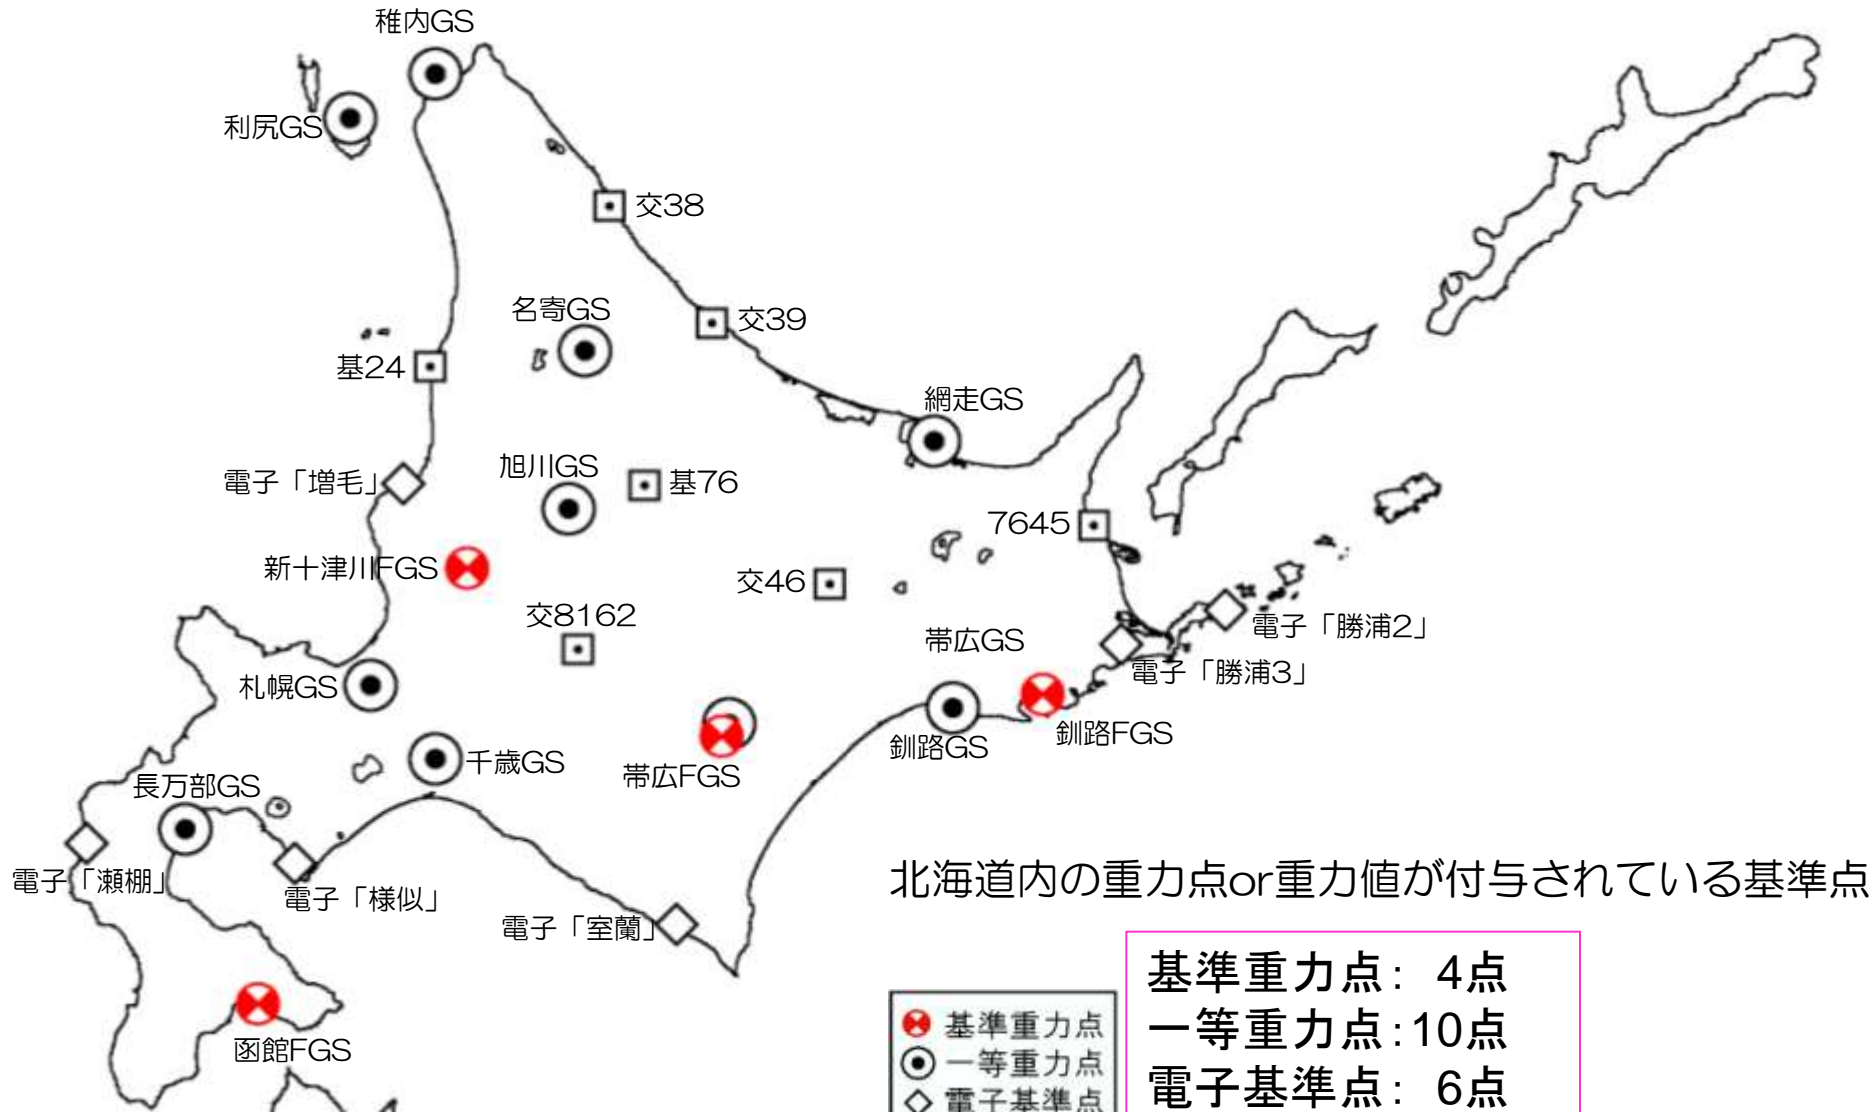 稚内GS
利尻GS
交38
名寄GS
交39
基24
網走GS
電子「増毛」
旭川GS
基76
7645
新十津川FGS
交46
交8162
電子「勝浦2」
帯広GS
電子「勝浦3」
札幌GS
釧路GS
釧路FGS
千歳GS
帯広FGS
長万部GS
電子「瀬棚」
電子「様似」
電子「室蘭」
函館FGS
北海道内の重力点or重力値が付与されている基準点
基準重力点
一等重力点
電子基準点
基準重力点: 4点
一等重力点:10点
電子基準点: 6点